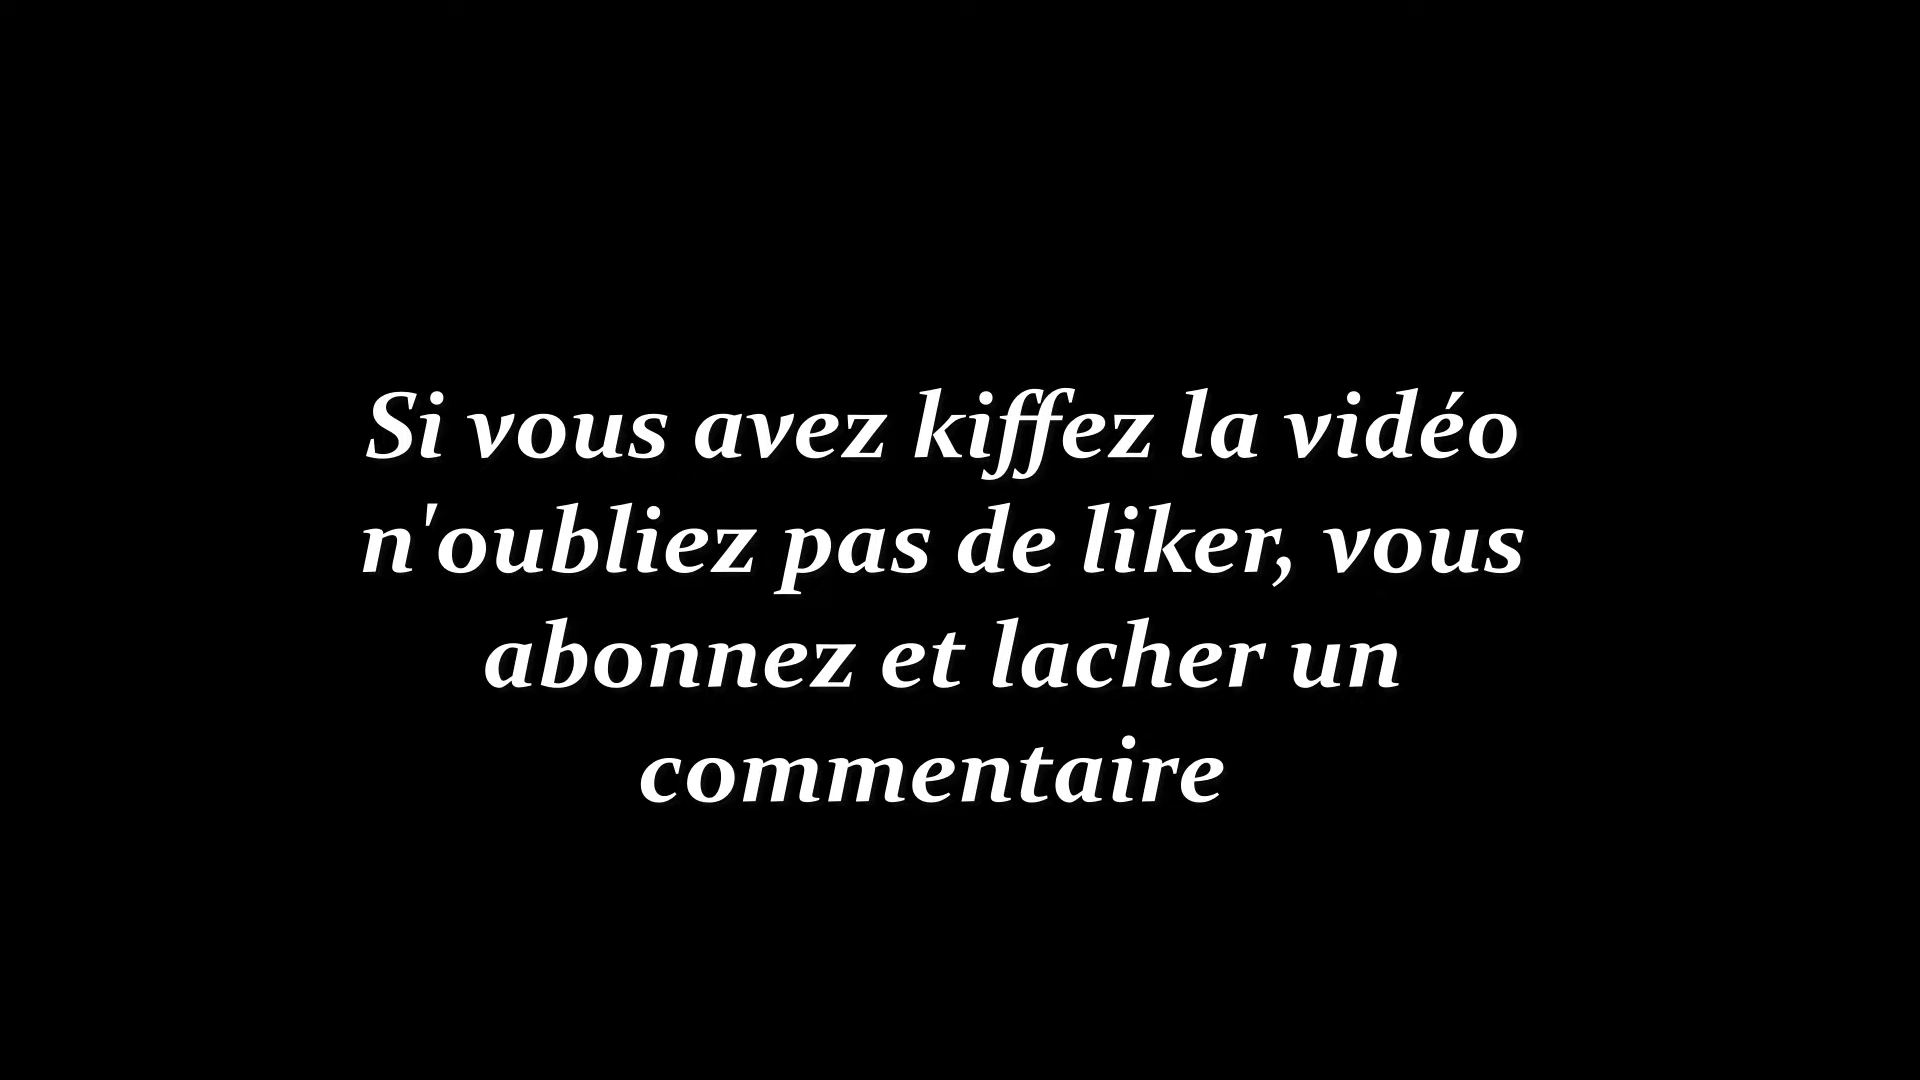 Si vous avez kiffez la vidéo
n'oubliez pas de liker, vous
abonnez et lacher un
commentaire